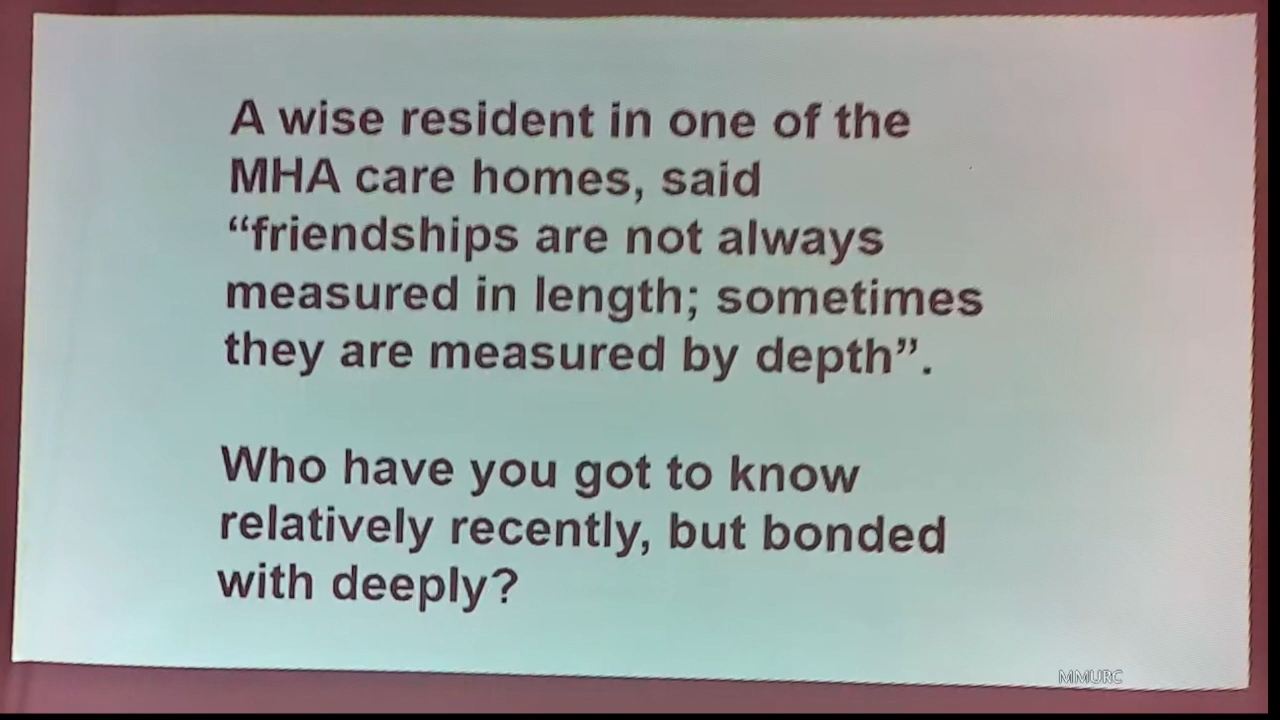 A wise resident in one of the
MHA care homes, said
“friendships are not always
measured in length; sometimes
they are measured by depth”.
Who have you got to know
relatively recently, but bonded
with deeply?
MMURC